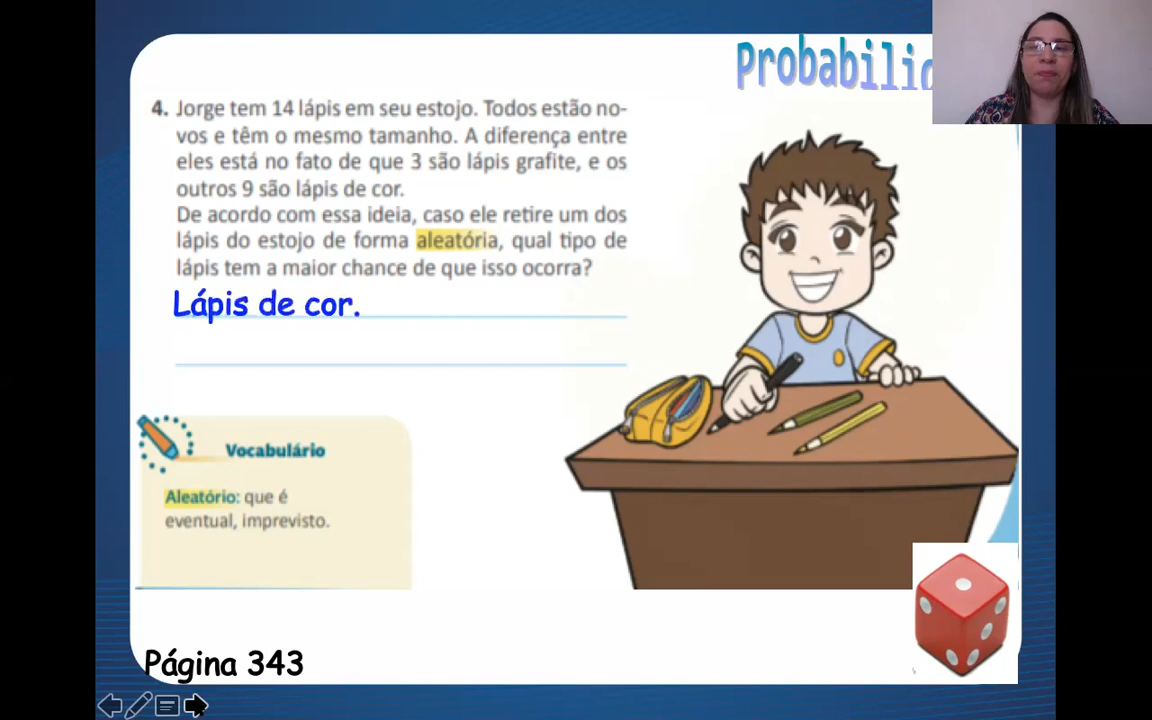 Probabilid
4. Jorge tem 14 lápis em seu estojo. Todos estão no-
vos e têm o mesmo tamanho. A diferença entre
eles está no fato de que 3 são lápis grafite, e os
outros 9 são lápis de cor.
De acordo com essa ideia, caso ele retire um dos
lápis do estojo de forma aleatória, qual tipo de
lápis tem a maior chance de que isso ocorra?
Lápis de cor.
Vocabulário
Aleatório: que é
eventual, imprevisto.
Página 343